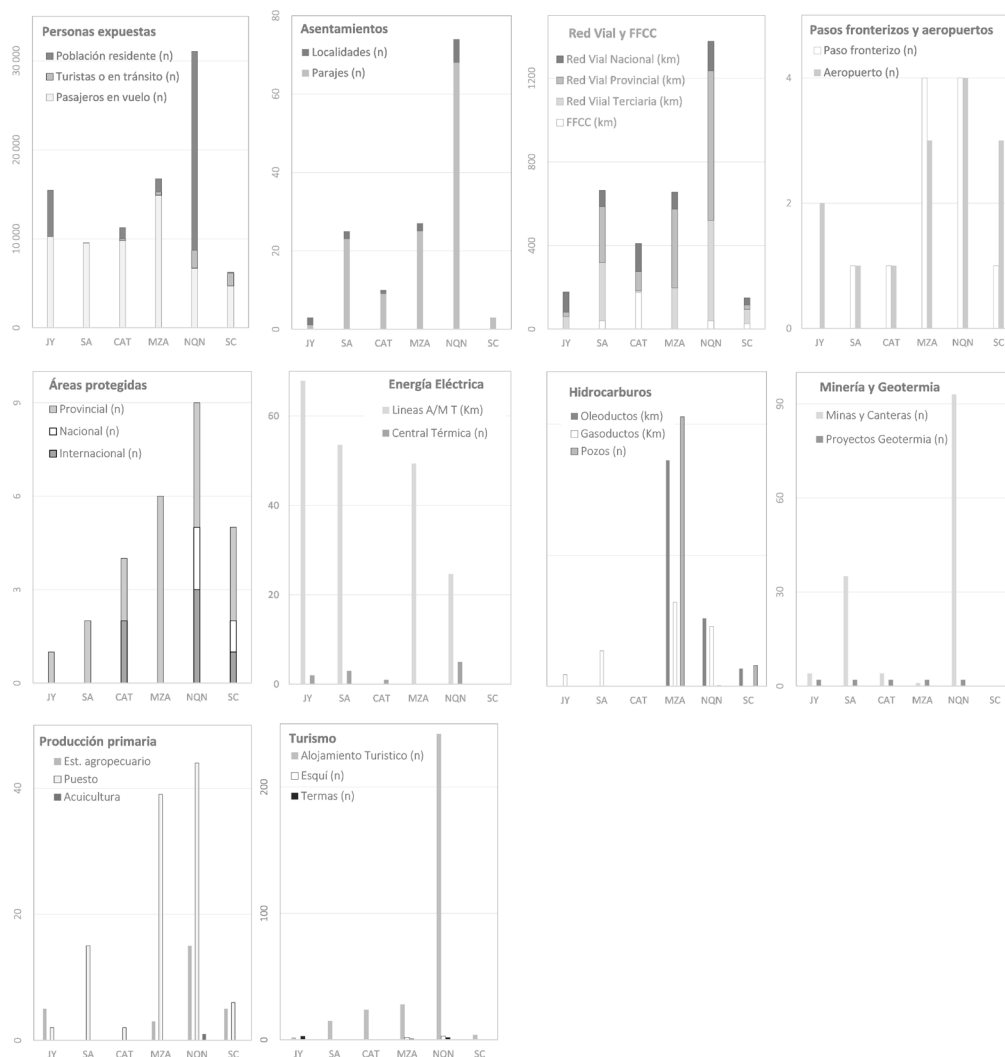 Personas expuestas
Población residente (n)
Turistas o en tránsito (n)
Pasajeros en vuelo (n)
30 000
20 000
10 000
0
JY SA CAT MZA NQN SC
Asentamientos
Localidades (n)
Parajes (n)
80
60
40
20
0
JY SA CAT MZA NQN SC
Red Vial y FFCC
Red Vial Nacional (km)
Red Vial Provincial (km)
Red Viial Terciaria (km)
FFCC (km)
1200
800
400
0
JY SA CAT MZA NQN SC
Pasos fronterizos y aeropuertos
Paso fronterizo (n)
Aeropuerto (n)
4
2
0
JY SA CAT MZA NQN SC
Áreas protegidas
Provincial (n)
Nacional (n)
Internacional (n)
9
6
3
0
JY SA CAT MZA NQN SC
Energía Eléctrica
Lineas A/M T (Km)
Central Térmica (n)
60
40
20
0
JY SA CAT MZA NQN SC
Hidrocarburos
Oleoductos (km)
Gasoductos (Km)
Pozos (n)
JY SA CAT MZA NQN SC
Minería y Geotermia
Minas y Canteras (n)
Proyectos Geotermia (n)
90
60
30
0
JY SA CAT MZA NQN SC
Producción primaria
Est. agropecuario
Puesto
Acuicultura
40
20
0
JY SA CAT MZA NQN SC
Turismo
Alojamiento Turistico (n)
Esquí (n)
Termas (n)
200
100
0
JY SA CAT MZA NQN SC